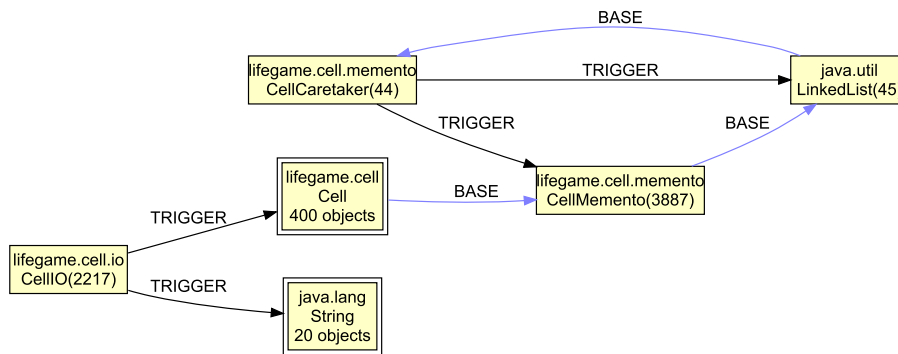 BASE
lifegame.cell.memento
CellCaretaker(44)
TRIGGER
java.util
LinkedList(45
TRIGGER
BASE
lifegame.cell.memento
CellMemento(3887)
lifegame.cell
Cell
400 objects
BASE
TRIGGER
lifegame.cell.io
CellIO(2217)
TRIGGER
java.lang
String
20 objects